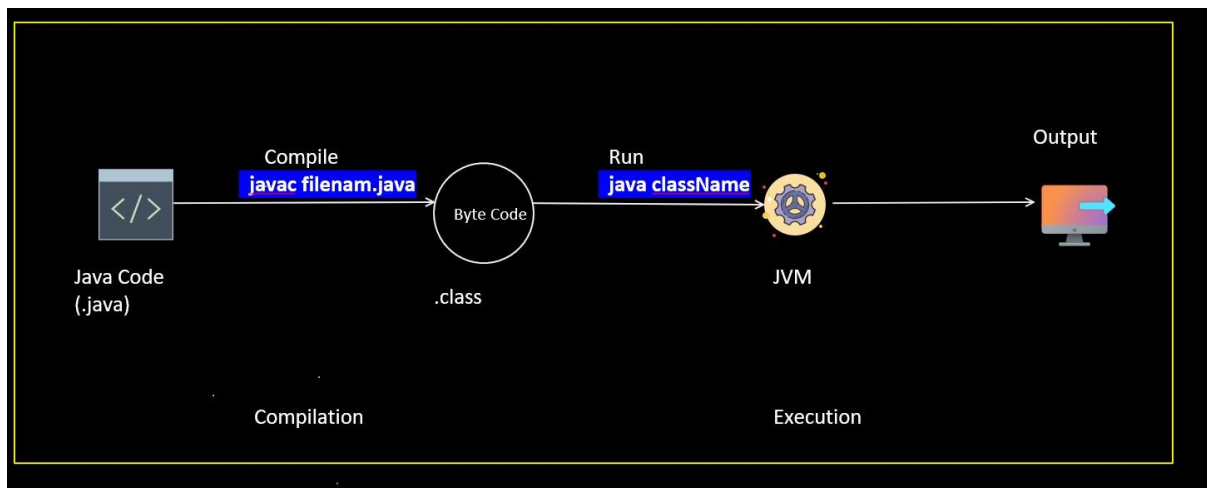 Compile
javac filenam.java
Run
java className
Output
</>
Byte Code
Java Code
(.java)
.class
JVM
Compilation
Execution